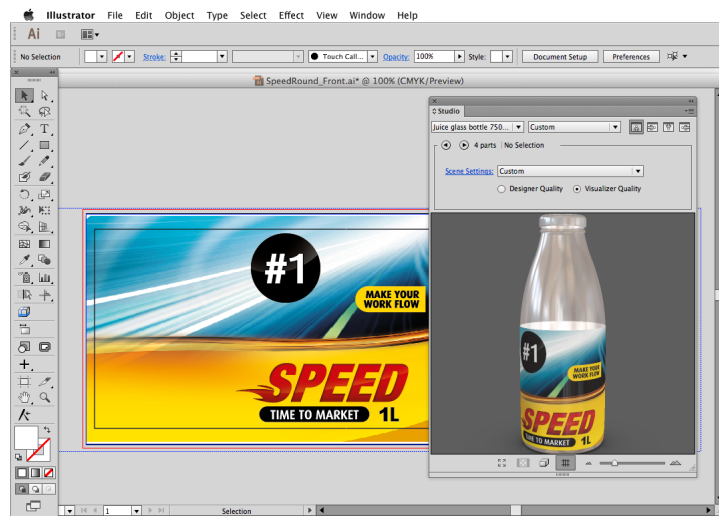 Illustrator File Edit Object Type Select Effect View Window Help
Ai
No Selection Stroke: Touch Call... Opacity: 100% Style: Document Setup Preferences
SpeedRound_Front.ai* @ 100% (CMYK/Preview)
Studio
Juice glass bottle 750... Custom
4 parts No Selection
Scene Settings: Custom
Designer Quality Visualizer Quality
#1
MAKE YOUR
WORK FLOW
SPEED
TIME TO MARKET 1L
#1
MAKE YOUR
WORK FLOW
SPEED
TIME TO MARKET 1L
1 Selection